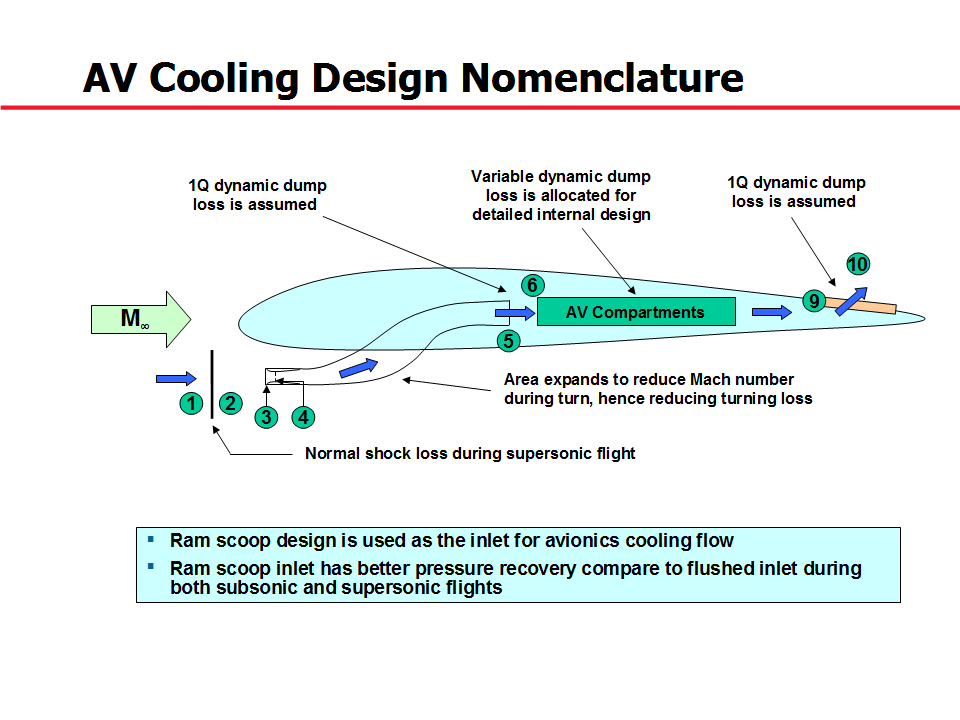 AV Cooling Design Nomenclature
1Q dynamic dump
loss is assumed
Variable dynamic dump
loss is allocated for
detailed internal design
1Q dynamic dump
loss is assumed
10
6
9
M∞
AV Compartments
5
Area expands to reduce Mach number
during turn, hence reducing turning loss
1
2
3
4
Normal shock loss during supersonic flight
▪ Ram scoop design is used as the inlet for avionics cooling flow
▪ Ram scoop inlet has better pressure recovery compare to flushed inlet during
both subsonic and supersonic flights